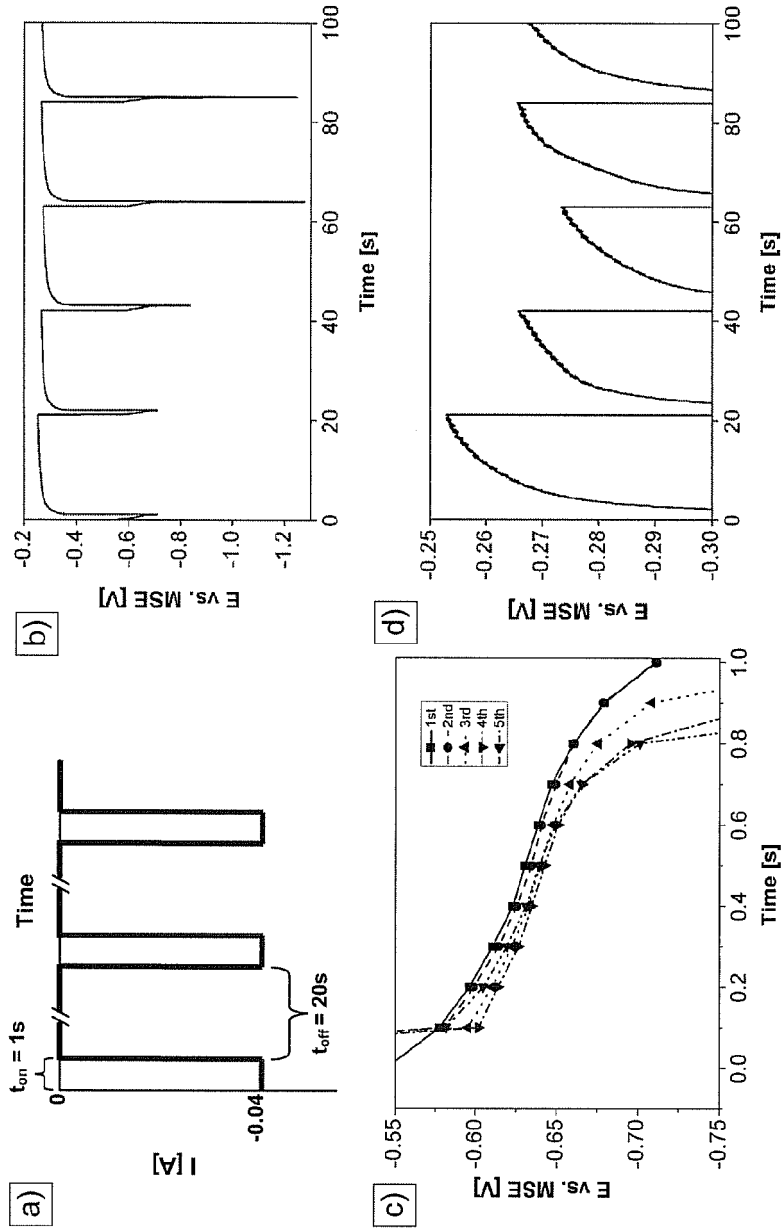 a)
Time
t_on = 1s
0
-0.04
I [A]
t_off = 20s
b)
-0.2
-0.4
-0.6
-0.8
-1.0
-1.2
E vs. MSE [V]
0 20 40 60 80 100
Time [s]
c)
-0.55
-0.60
-0.65
-0.70
-0.75
E vs. MSE [V]
1st
2nd
3rd
4th
5th
0.0 0.2 0.4 0.6 0.8 1.0
Time [s]
d)
-0.25
-0.26
-0.27
-0.28
-0.29
-0.30
E vs. MSE [V]
0 20 40 60 80 100
Time [s]